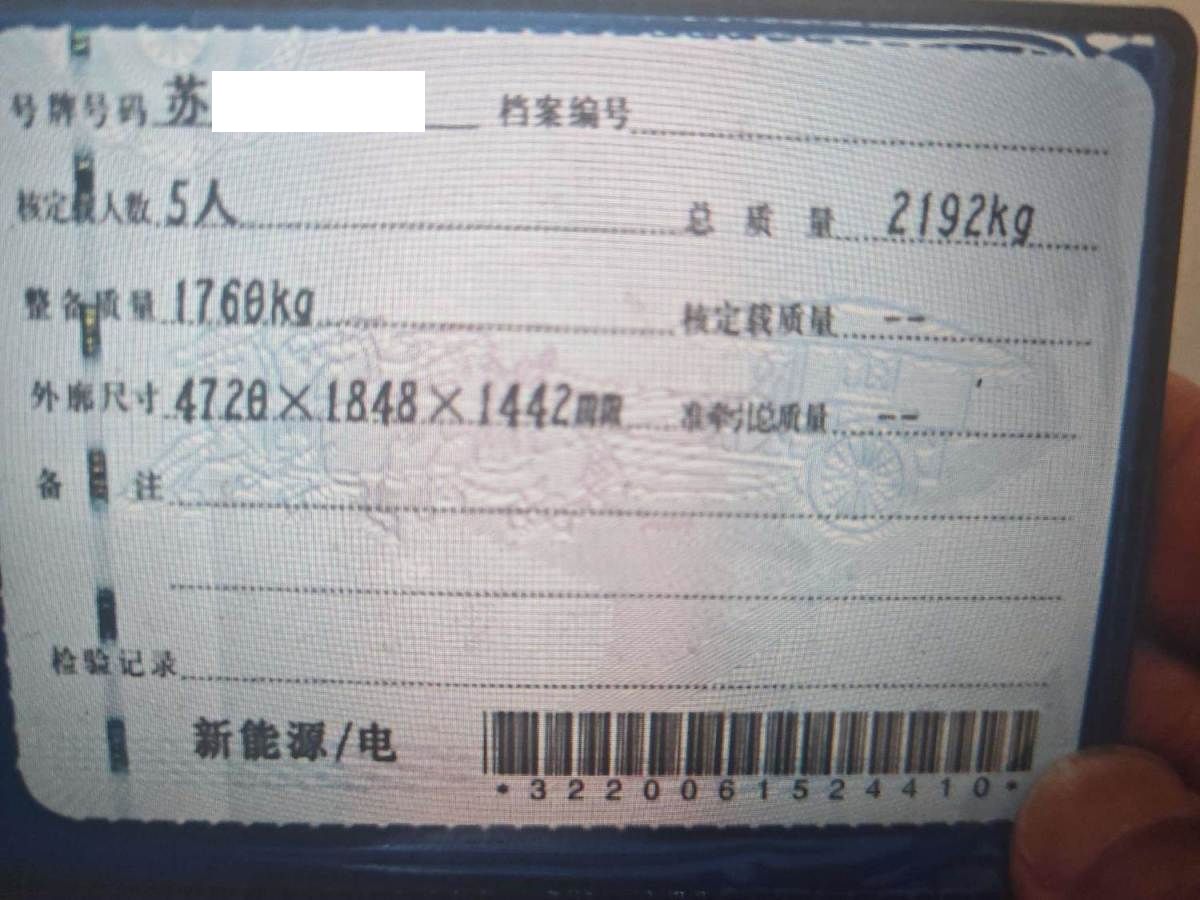 号牌号码 苏 档案编号
核定载人数 5人 总质量 2192kg
整备质量 1760kg 核定载质量 --
外廓尺寸 4720×1848×1442mm 准牵引总质量 --
备注
检验记录
新能源/电
*3220061524410*